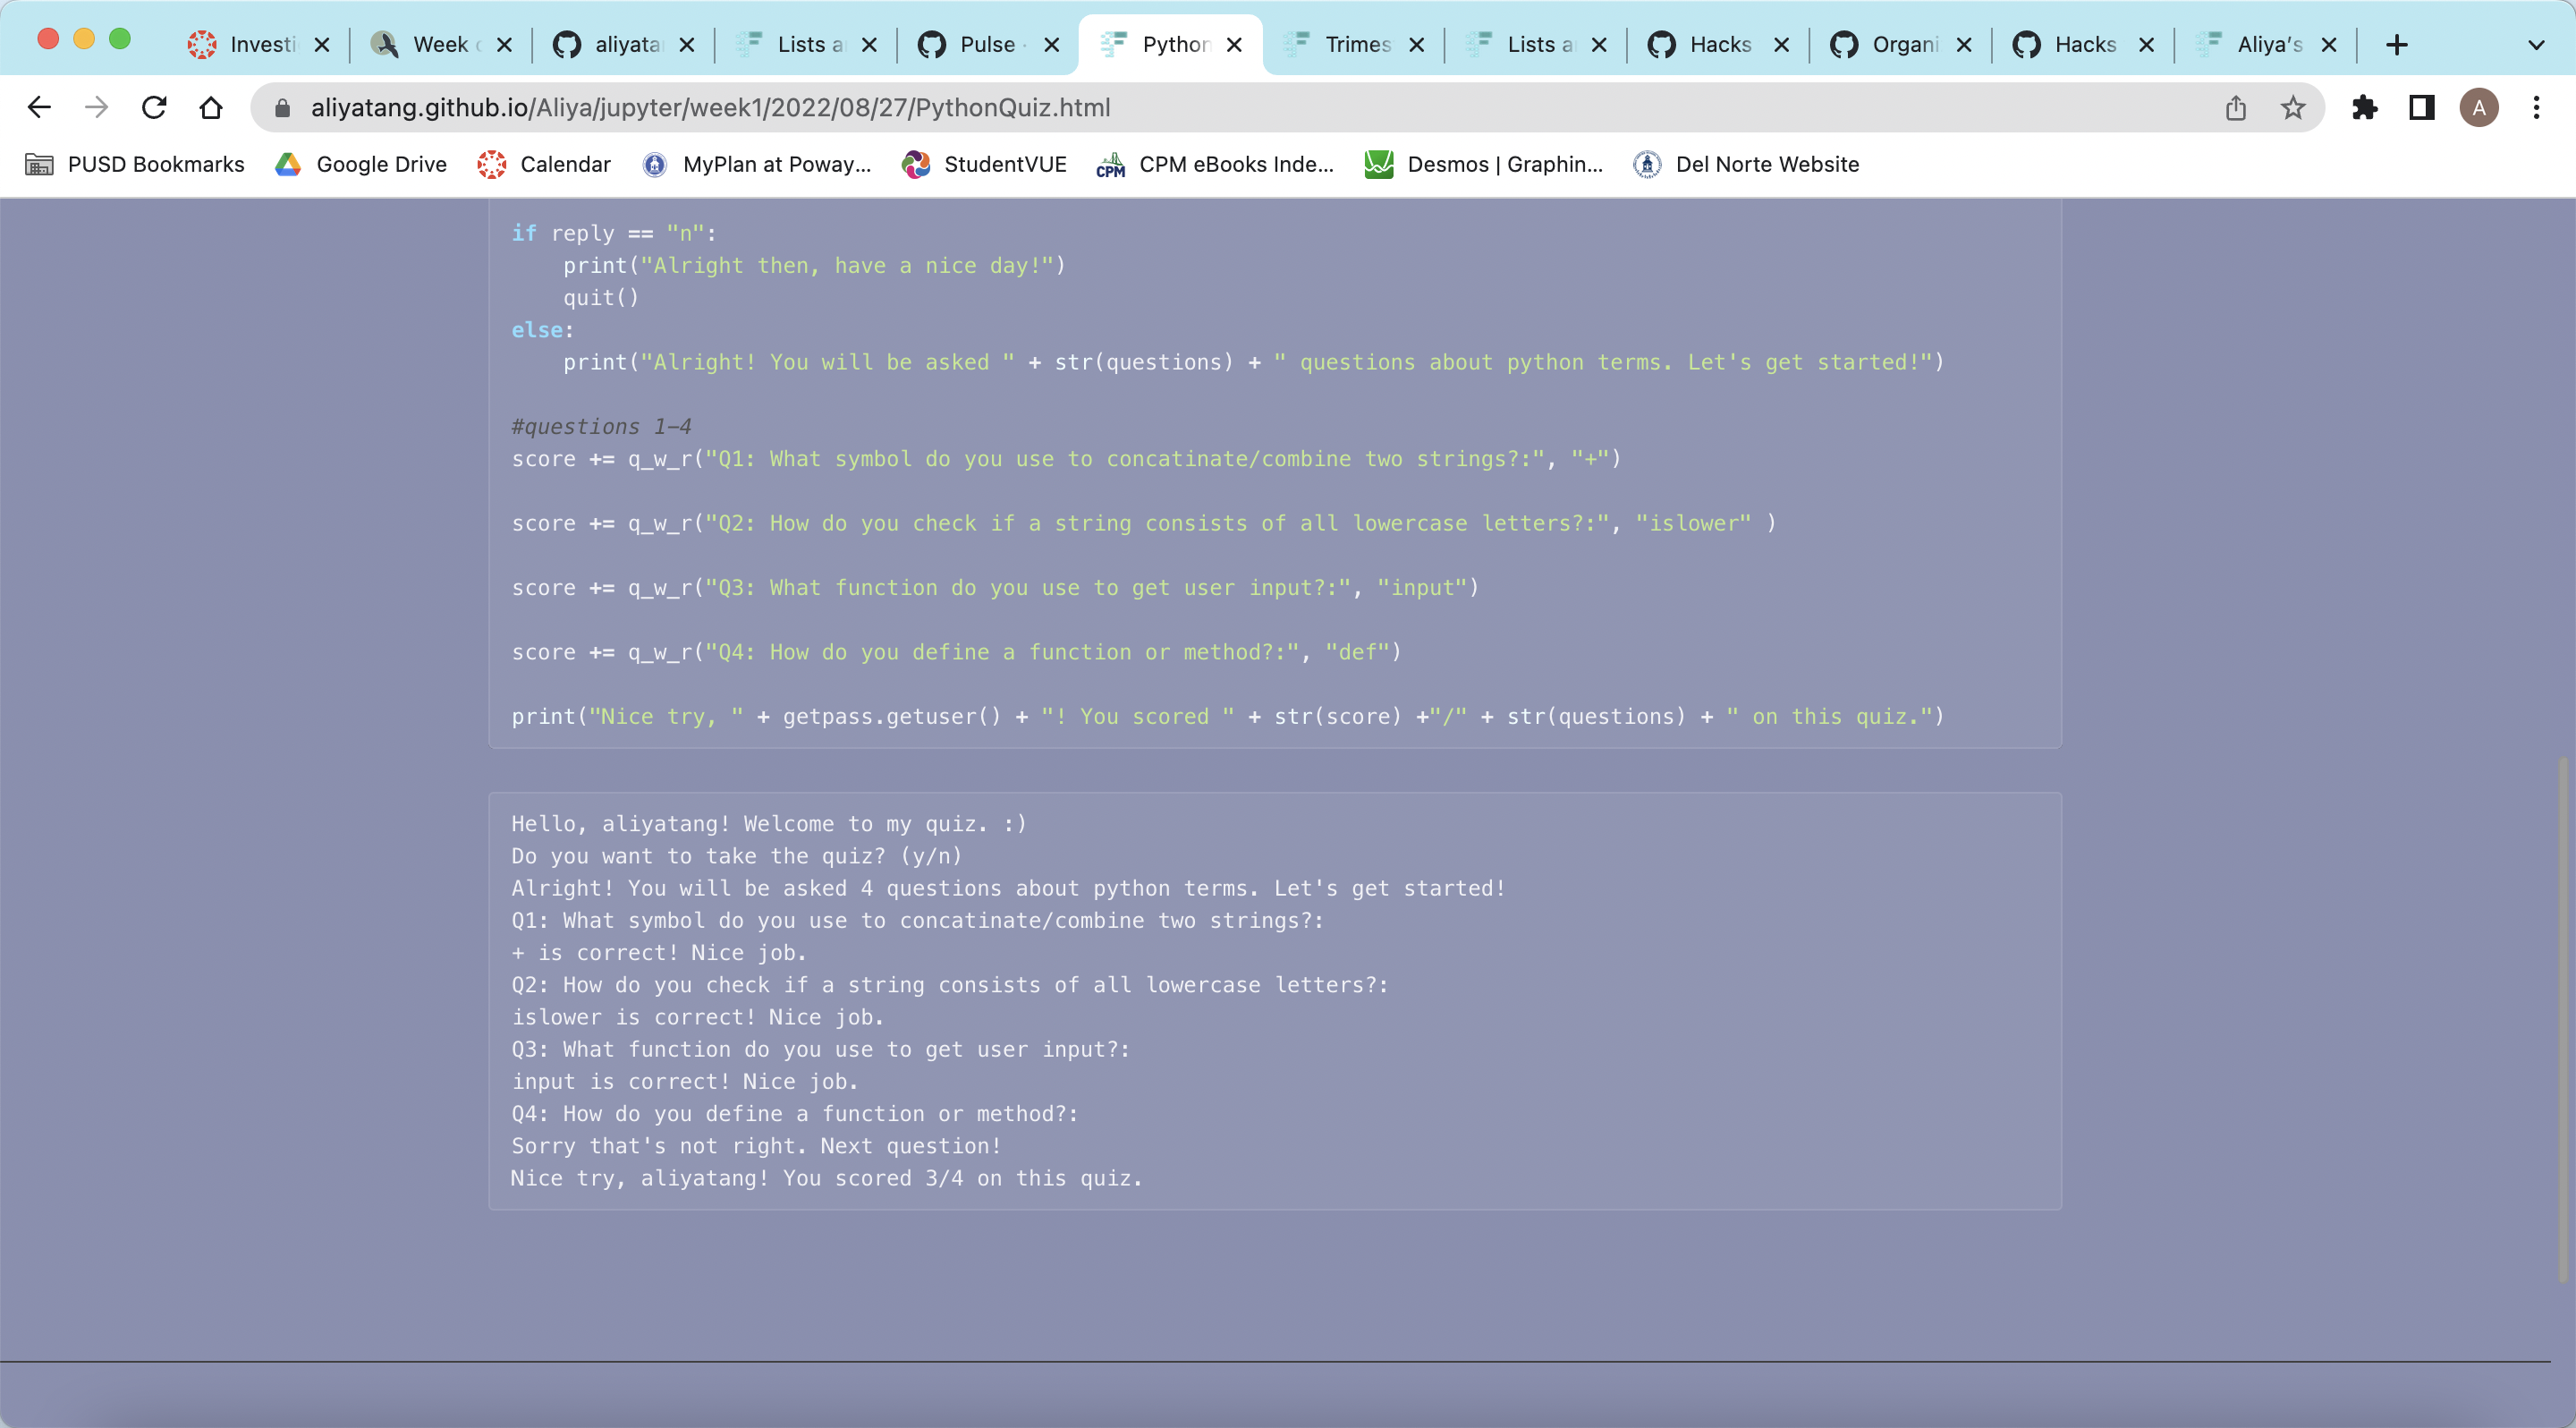 Investi
Week o
aliyata
Lists a
Pulse ·
Python
Trimes
Lists a
Hacks
Organi
Hacks
Aliya's
aliyatang.github.io/Aliya/jupyter/week1/2022/08/27/PythonQuiz.html
A
PUSD Bookmarks
Google Drive
Calendar
MyPlan at Poway...
StudentVUE
CPM
CPM eBooks Inde...
Desmos | Graphin...
Del Norte Website
if reply == "n":
    print("Alright then, have a nice day!")
    quit()
else:
    print("Alright! You will be asked " + str(questions) + " questions about python terms. Let's get started!")
#questions 1-4
score += q_w_r("Q1: What symbol do you use to concatinate/combine two strings?:", "+")
score += q_w_r("Q2: How do you check if a string consists of all lowercase letters?:", "islower" )
score += q_w_r("Q3: What function do you use to get user input?:", "input")
score += q_w_r("Q4: How do you define a function or method?:", "def")
print("Nice try, " + getpass.getuser() + "! You scored " + str(score) +"/" + str(questions) + " on this quiz.")
Hello, aliyatang! Welcome to my quiz. :)
Do you want to take the quiz? (y/n)
Alright! You will be asked 4 questions about python terms. Let's get started!
Q1: What symbol do you use to concatinate/combine two strings?:
+ is correct! Nice job.
Q2: How do you check if a string consists of all lowercase letters?:
islower is correct! Nice job.
Q3: What function do you use to get user input?:
input is correct! Nice job.
Q4: How do you define a function or method?:
Sorry that's not right. Next question!
Nice try, aliyatang! You scored 3/4 on this quiz.